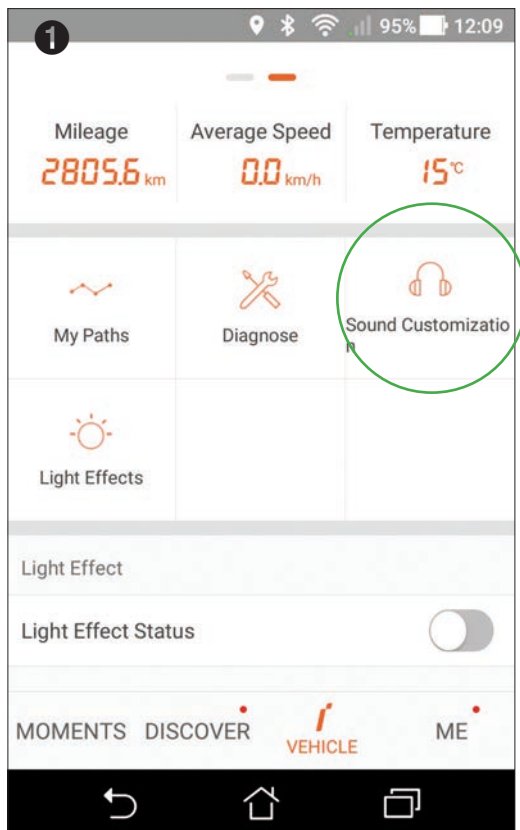 1
95% 12:09
Mileage Average Speed Temperature
2805.6 km 0.0 km/h 15°C
My Paths Diagnose Sound Customizatio
n
Light Effects
Light Effect
Light Effect Status
MOMENTS DISCOVER VEHICLE ME